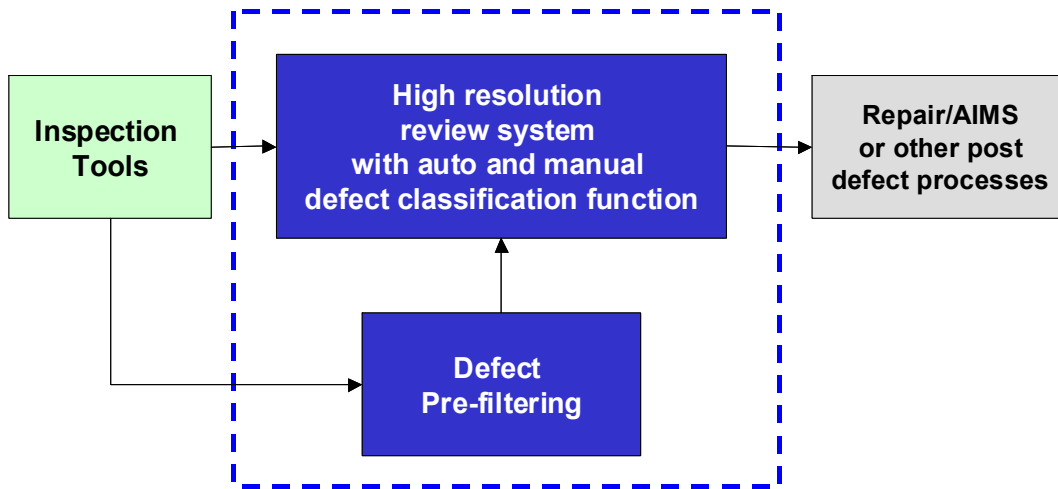 Inspection
Tools
High resolution
review system
with auto and manual
defect classification function
Repair/AIMS
or other post
defect processes
Defect
Pre-filtering